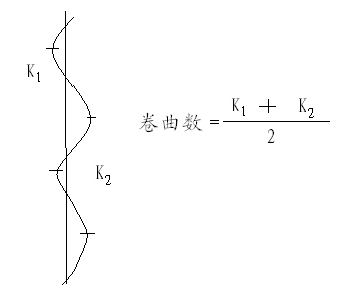 K₁
K₂
卷曲数 = (K₁ + K₂) / 2